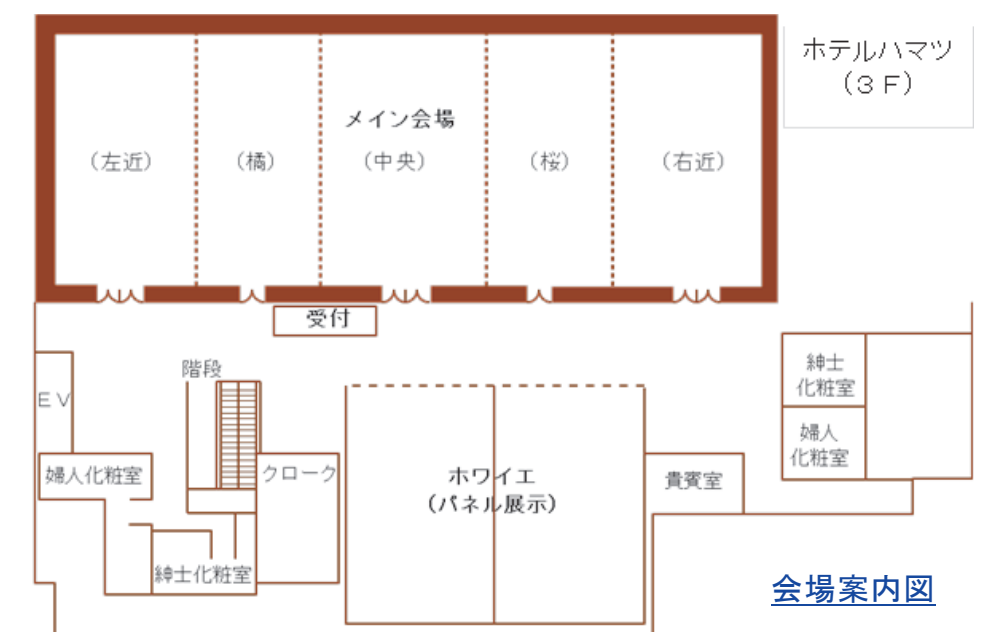 ホテルハマツ
(3F)
メイン会場
(左近)
(橘)
(中央)
(桜)
(右近)
受付
階段
EV
紳士
化粧室
婦人
化粧室
婦人化粧室
クローク
ホワイエ
(パネル展示)
貴賓室
紳士化粧室
会場案内図